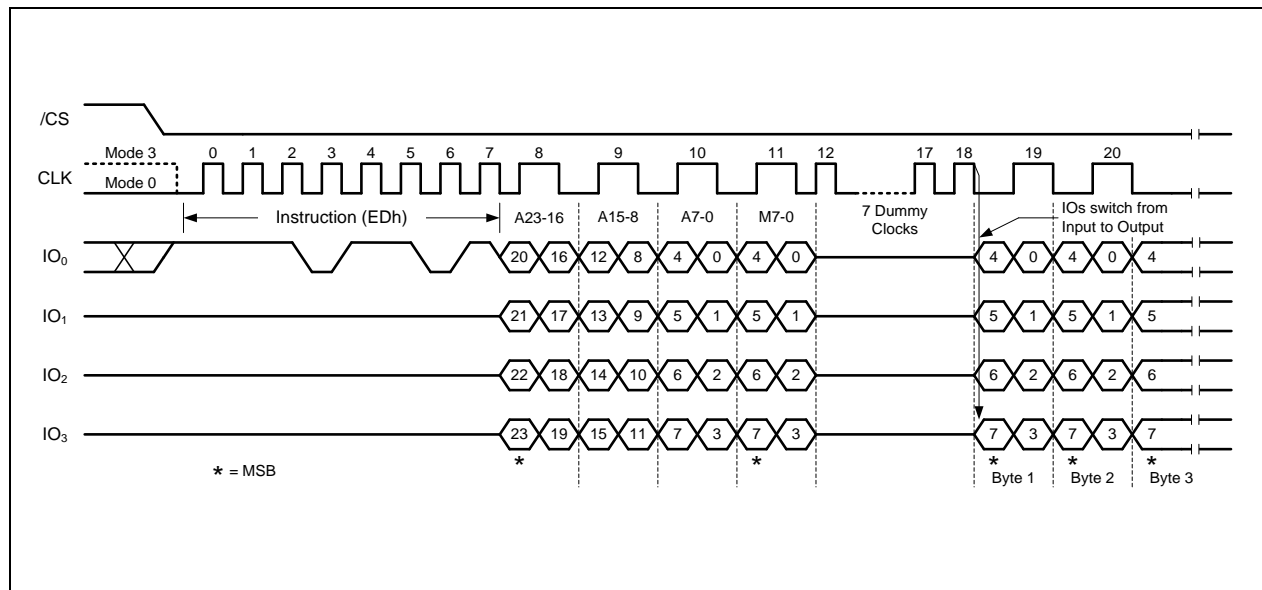 /CS
Mode 3 0 1 2 3 4 5 6 7 8 9 10 11 12 17 18 19 20
CLK Mode 0
Instruction (EDh) A23-16 A15-8 A7-0 M7-0 7 Dummy
Clocks
IOs switch from
Input to Output
IO₀ 20 16 12 8 4 0 4 0 4 0 4 0 4
IO₁ 21 17 13 9 5 1 5 1 5 1 5 1 5
IO₂ 22 18 14 10 6 2 6 2 6 2 6 2 6
IO₃ 23 19 15 11 7 3 7 3 7 3 7 3 7
* * * * *
* = MSB Byte 1 Byte 2 Byte 3